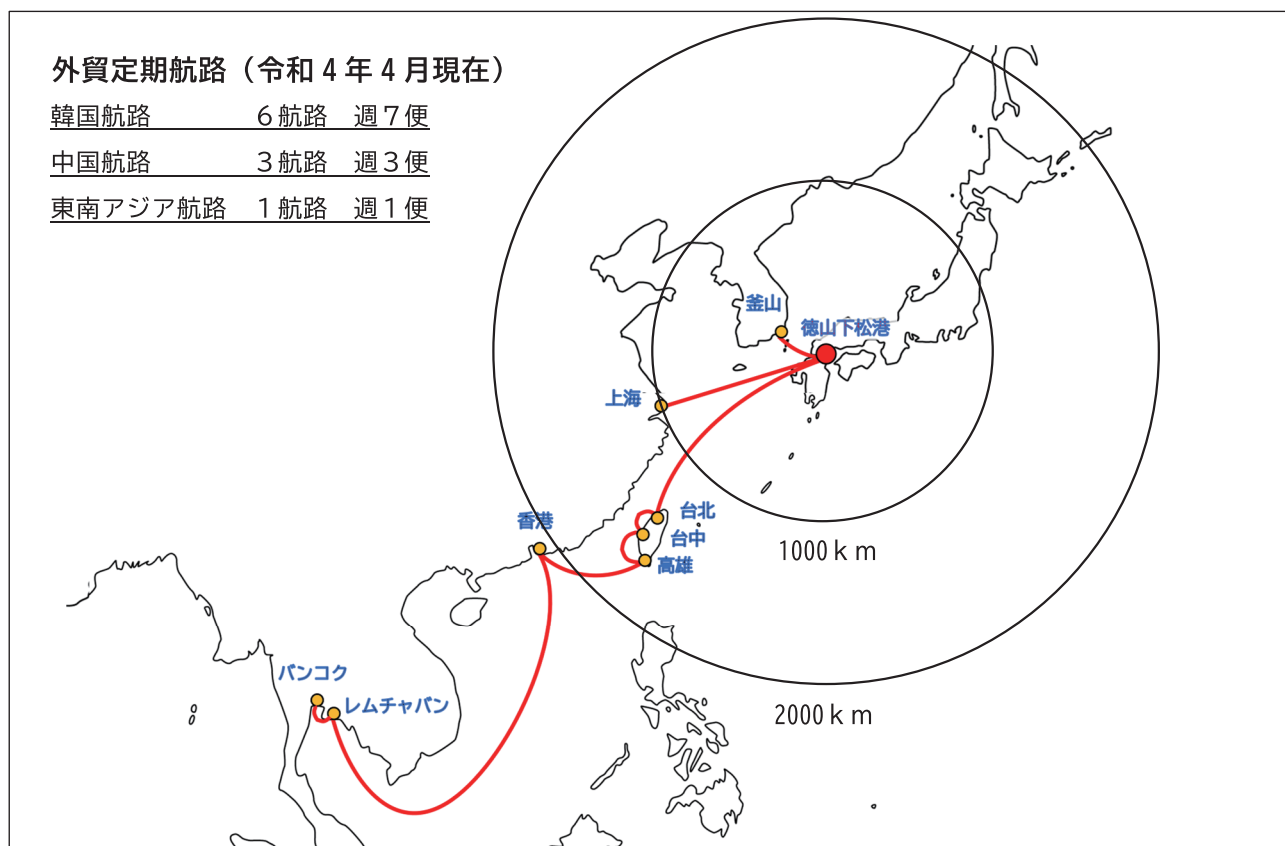 外貿定期航路（令和４年４月現在）
韓国航路　６航路　週７便
中国航路　３航路　週３便
東南アジア航路　１航路　週１便
釜山
徳山下松港
上海
台北
香港
台中
1000ｋｍ
高雄
バンコク
レムチャバン
2000ｋｍ